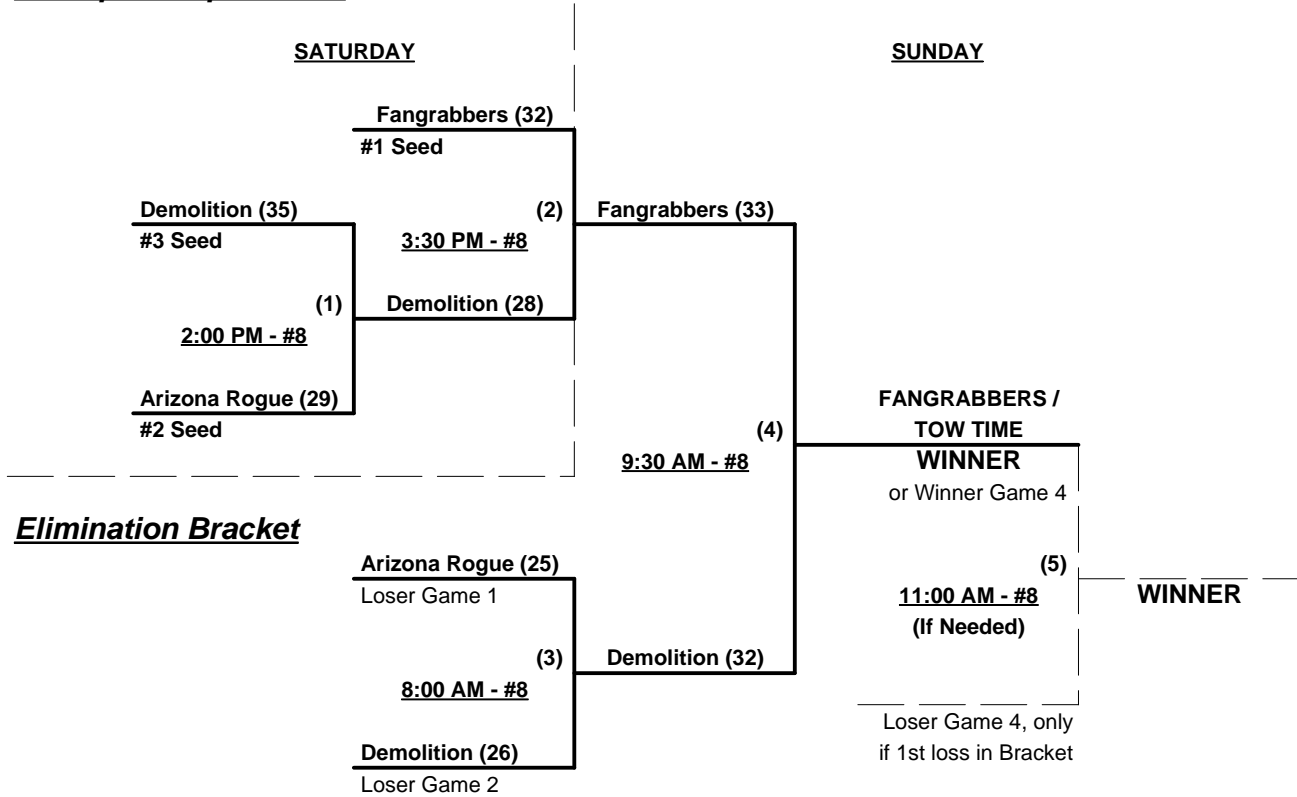 SATURDAY
SUNDAY
Fangrabbers (32)
#1 Seed
Demolition (35)
#3 Seed
(2)
3:30 PM - #8
Fangrabbers (33)
(1)
2:00 PM - #8
Demolition (28)
Arizona Rogue (29)
#2 Seed
(4)
9:30 AM - #8
FANGRABBERS /
TOW TIME
WINNER
or Winner Game 4
Elimination Bracket
Arizona Rogue (25)
Loser Game 1
(5)
11:00 AM - #8
(If Needed)
WINNER
(3)
8:00 AM - #8
Demolition (32)
Demolition (26)
Loser Game 2
Loser Game 4, only
if 1st loss in Bracket